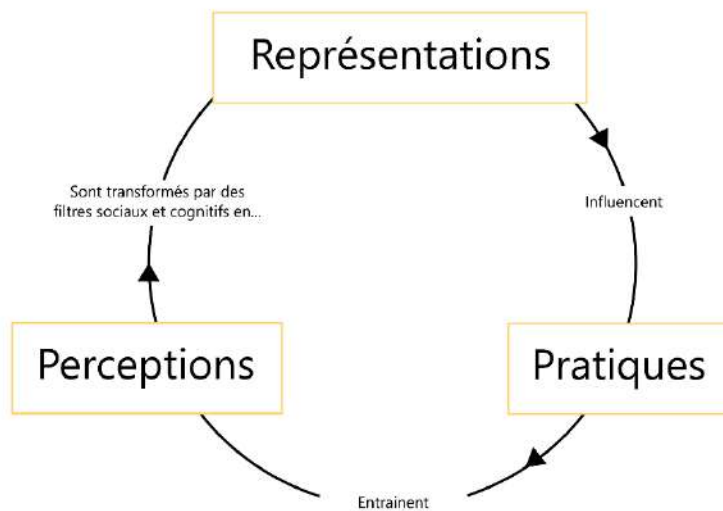 Représentations
Sont transformés par des
filtres sociaux et cognitifs en...
Influencent
Perceptions
Pratiques
Entrainent